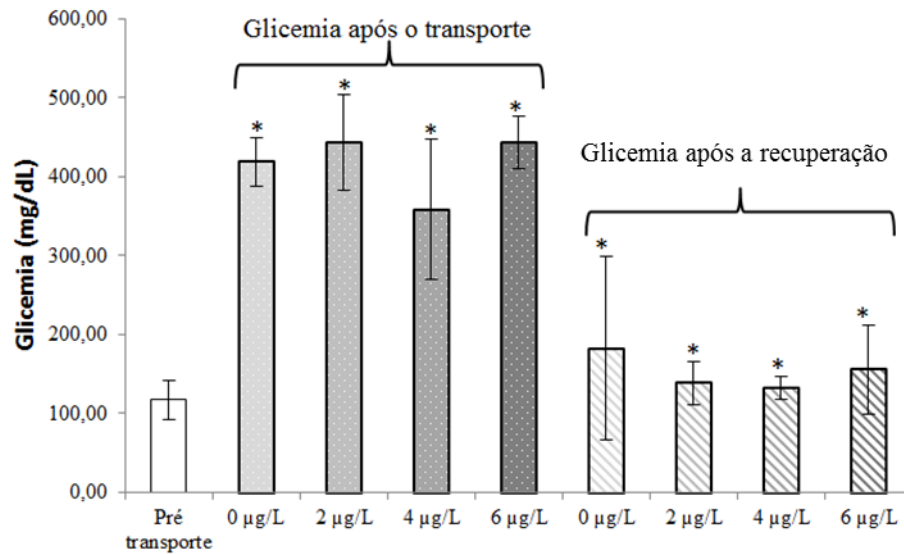 600,00
500,00
400,00
300,00
200,00
100,00
0,00
Glicemia (mg/dL)
Glicemia após o transporte
Glicemia após a recuperação
* * * * * * * *
Pré transporte
0 µg/L
2 µg/L
4 µg/L
6 µg/L
0 µg/L
2 µg/L
4 µg/L
6 µg/L